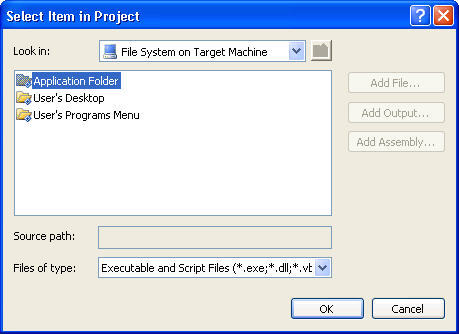 Select Item in Project
Look in: File System on Target Machine
Application Folder
User's Desktop
User's Programs Menu
Add File...
Add Output...
Add Assembly...
Source path:
Files of type: Executable and Script Files (*.exe;*.dll;*.vb
OK Cancel